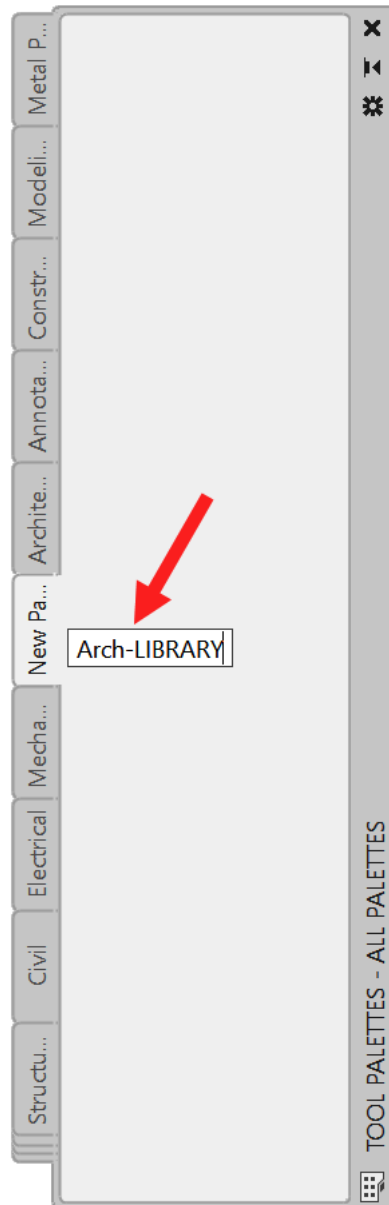 Metal P...
Modeli...
Constr...
Annota...
Archite...
New Pa...
Arch-LIBRARY
Mecha...
Electrical
Civil
Structu...
TOOL PALETTES - ALL PALETTES